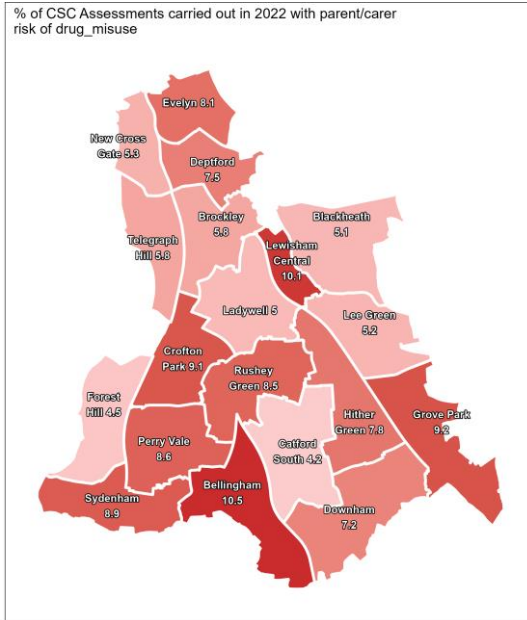 % of CSC Assessments carried out in 2022 with parent/carer
risk of drug_misuse
Evelyn 8.1
New Cross
Gate 5.3
Deptford
7.5
Brockley
5.8
Blackheath
5.1
Telegraph
Hill 5.8
Lewisham
Central
10.1
Ladywell 5
Lee Green
5.2
Crofton
Park 9.1
Rushey
Green 8.5
Forest
Hill 4.5
Hither
Green 7.8
Grove Park
9.2
Perry Vale
8.6
Catford
South 4.2
Bellingham
10.5
Sydenham
8.9
Downham
7.2